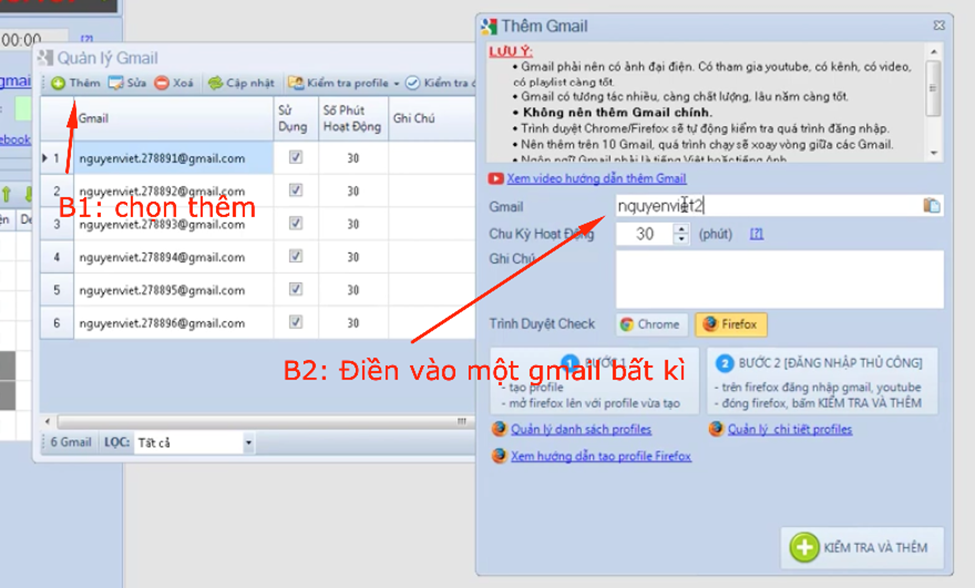 00:00
[?]
Quản lý Gmail
Thêm Sửa Xoá Cập nhật Kiểm tra profile Kiểm tra
Gmail Sử Dụng Số Phút Hoạt Động Ghi Chú
1 nguyenviet.278891@gmail.com 30
2 nguyenviet.278892@gmail.com 30
B1: chọn thêm
3 nguyenviet.278893@gmail.com 30
4 nguyenviet.278894@gmail.com 30
5 nguyenviet.278895@gmail.com 30
6 nguyenviet.278896@gmail.com 30
6 Gmail LỌC: Tất cả
Thêm Gmail
LƯU Ý:
• Gmail phải nên có ảnh đại điện. Có tham gia youtube, có kênh, có video,
có playlist càng tốt.
• Gmail có tương tác nhiều, càng chất lượng, lâu năm càng tốt.
• Không nên thêm Gmail chính.
• Trình duyệt Chrome/Firefox sẽ tự động kiểm tra quá trình đăng nhập.
• Nên thêm trên 10 Gmail, quá trình chạy sẽ xoay vòng giữa các Gmail.
• Ngôn ngữ Gmail phải là tiếng Việt hoặc tiếng Anh
Xem video hướng dẫn thêm Gmail
Gmail nguyenviet2
Chu Kỳ Hoạt Động 30 (phút) [?]
Ghi Chú
Trình Duyệt Check Chrome Firefox
B2: Điền vào một gmail bất kì
1 BƯỚC 1
- tạo profile
- mở firefox lên với profile vừa tạo
2 BƯỚC 2 [ĐĂNG NHẬP THỦ CÔNG]
- trên firefox đăng nhập gmail, youtube
- đóng firefox, bấm KIỂM TRA VÀ THÊM
Quản lý danh sách profiles Quản lý chi tiết profiles
Xem hướng dẫn tạo profile Firefox
KIỂM TRA VÀ THÊM